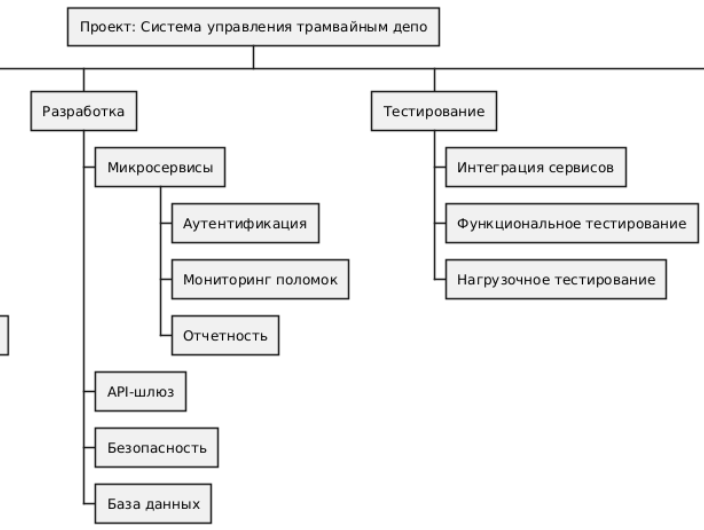 Проект: Система управления трамвайным депо
Разработка
Микросервисы
Аутентификация
Мониторинг поломок
Отчетность
API-шлюз
Безопасность
База данных
Тестирование
Интеграция сервисов
Функциональное тестирование
Нагрузочное тестирование